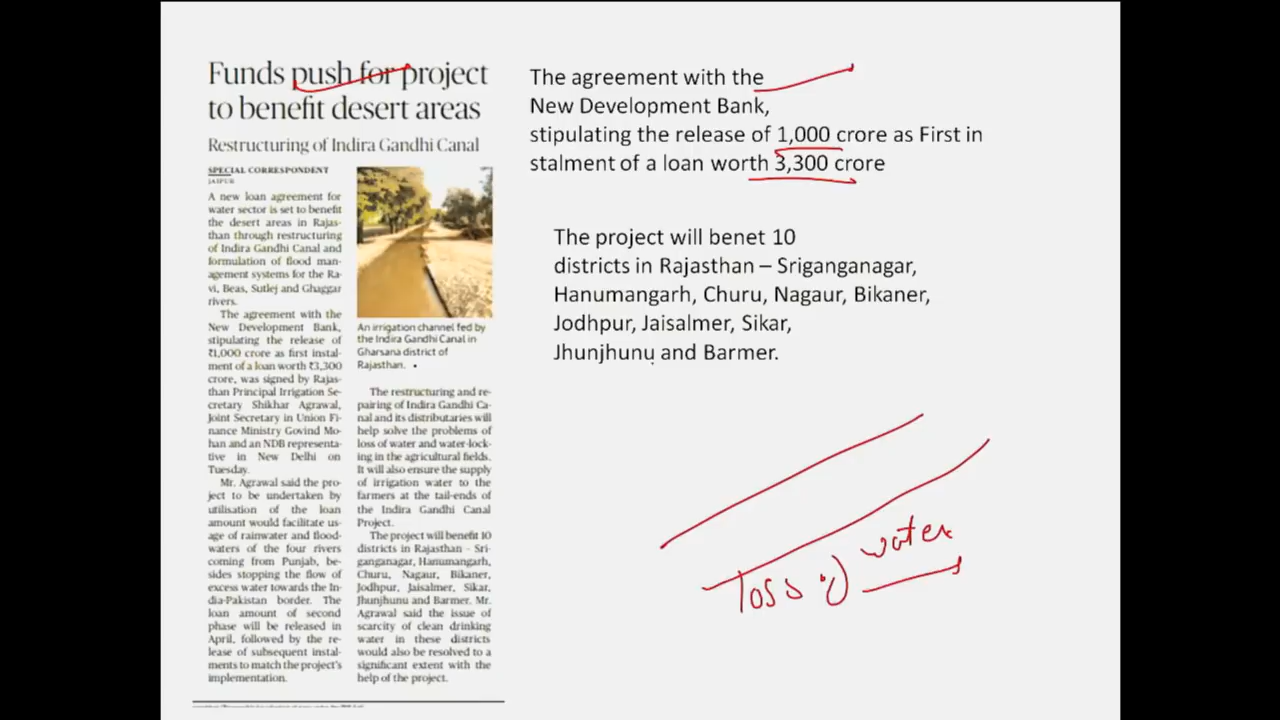 Funds push for project
to benefit desert areas
Restructuring of Indira Gandhi Canal
SPECIAL CORRESPONDENT
JAIPUR
A new loan agreement for
water sector is set to benefit
the desert areas in Rajas-
than through restructuring
of Indira Gandhi Canal and
formulation of flood man-
agement systems for the Ra-
vi, Beas, Sutlej and Ghaggar
rivers.
The agreement with the
New Development Bank,
stipulating the release of
₹1,000 crore as first instal-
ment of a loan worth ₹3,300
crore, was signed by Rajas-
than Principal Irrigation Se-
cretary Shikhar Agrawal,
Joint Secretary in Union Fi-
nance Ministry Govind Mo-
han and an NDB representa-
tive in New Delhi on
Tuesday.
Mr. Agrawal said the pro-
ject to be undertaken by
utilisation of the loan
amount would facilitate us-
age of rainwater and flood-
waters of the four rivers
coming from Punjab, be-
sides stopping the flow of
excess water towards the In-
dia-Pakistan border. The
loan amount of second
phase will be released in
April, followed by the re-
lease of subsequent instal-
ments to match the project's
implementation.
An irrigation channel fed by
the Indira Gandhi Canal in
Gharsana district of
Rajasthan.
The restructuring and re-
pairing of Indira Gandhi Ca-
nal and its distributaries will
help solve the problems of
loss of water and water-lock-
ing in the agricultural fields.
It will also ensure the supply
of irrigation water to the
farmers at the tail-ends of
the Indira Gandhi Canal
Project.
The project will benefit 10
districts in Rajasthan – Sri-
ganganagar, Hanumangarh,
Churu, Nagaur, Bikaner,
Jodhpur, Jaisalmer, Sikar,
Jhunjhunu and Barmer. Mr.
Agrawal said the issue of
scarcity of clean drinking
water in these districts
would also be resolved to a
significant extent with the
help of the project.
The agreement with the
New Development Bank,
stipulating the release of 1,000 crore as First in
stalment of a loan worth 3,300 crore
The project will benet 10
districts in Rajasthan – Sriganganagar,
Hanumangarh, Churu, Nagaur, Bikaner,
Jodhpur, Jaisalmer, Sikar,
Jhunjhunu and Barmer.
loss of water